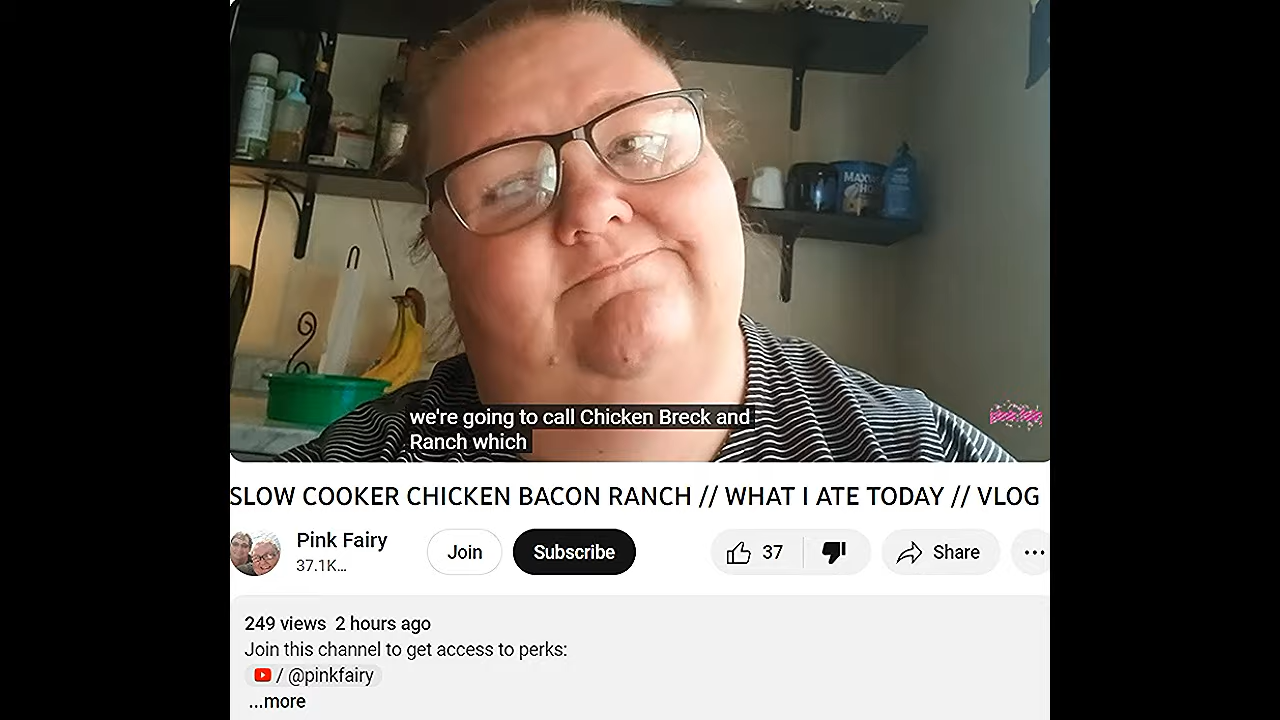 MAXW
HO
we're going to call Chicken Breck and
Ranch which
SLOW COOKER CHICKEN BACON RANCH // WHAT I ATE TODAY // VLOG
Pink Fairy
37.1K...
Join
Subscribe
37
Share
249 views 2 hours ago
Join this channel to get access to perks:
/ @pinkfairy
...more